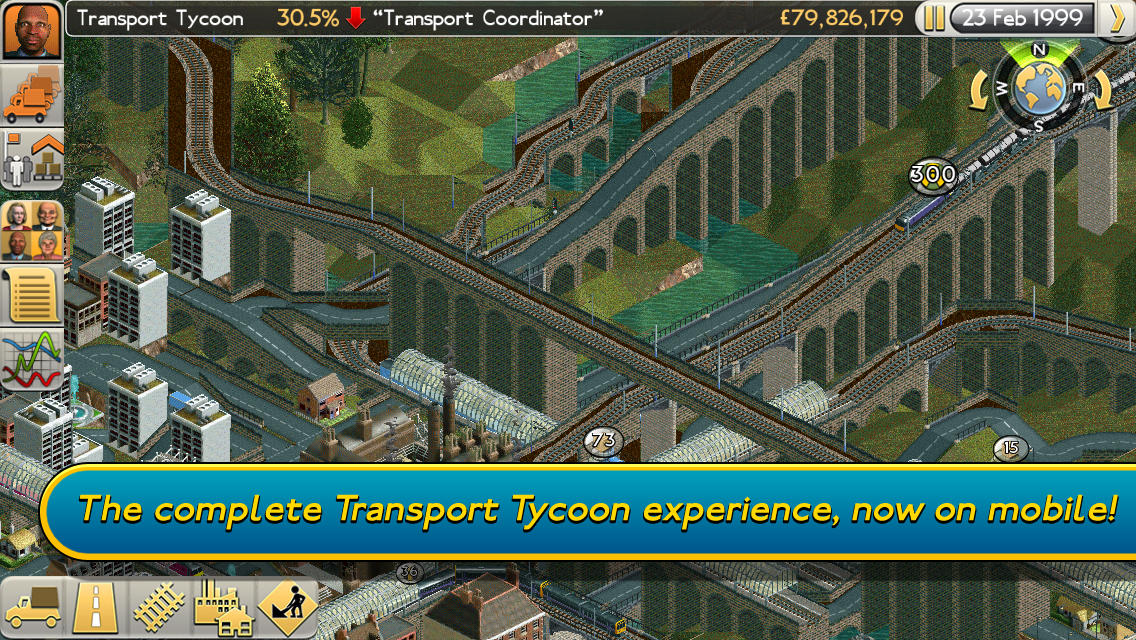 Transport Tycoon 30.5% “Transport Coordinator” £79,826,179 23 Feb 1999
N
W E
S
300
73
15
The complete Transport Tycoon experience, now on mobile!
36